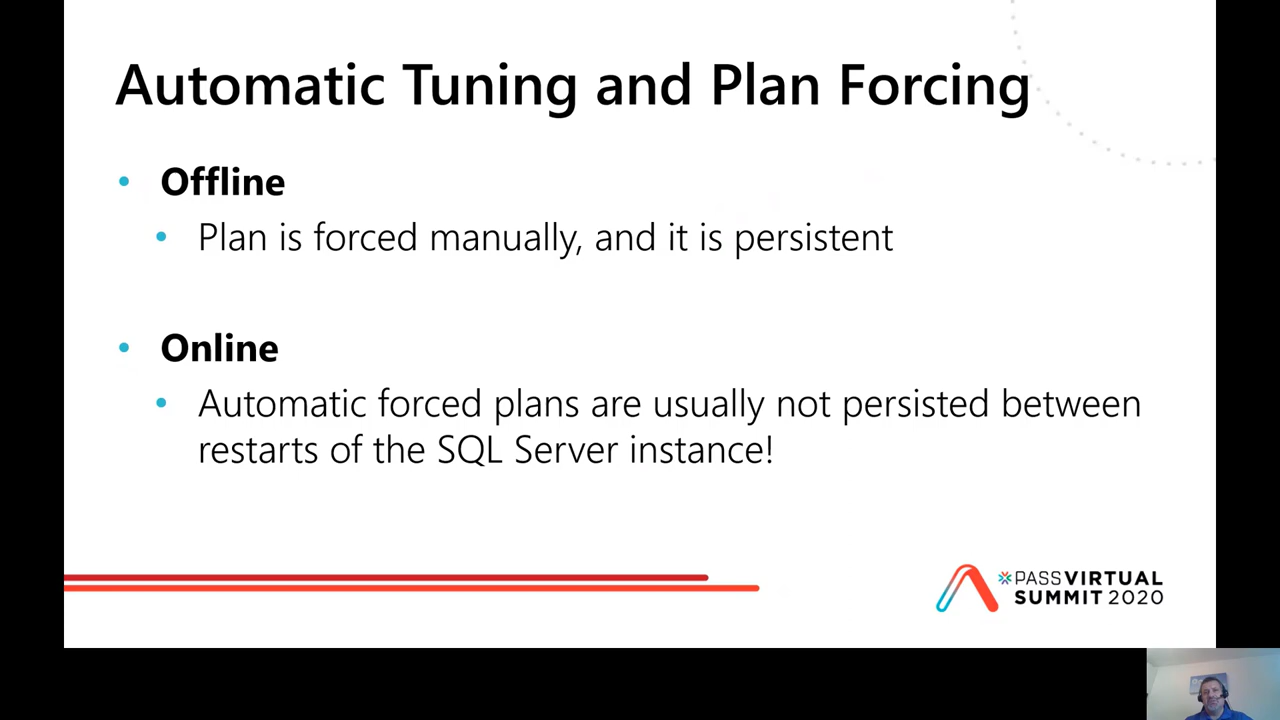 Automatic Tuning and Plan Forcing
• Offline
• Plan is forced manually, and it is persistent
• Online
• Automatic forced plans are usually not persisted between
restarts of the SQL Server instance!
PASS VIRTUAL
SUMMIT 2020